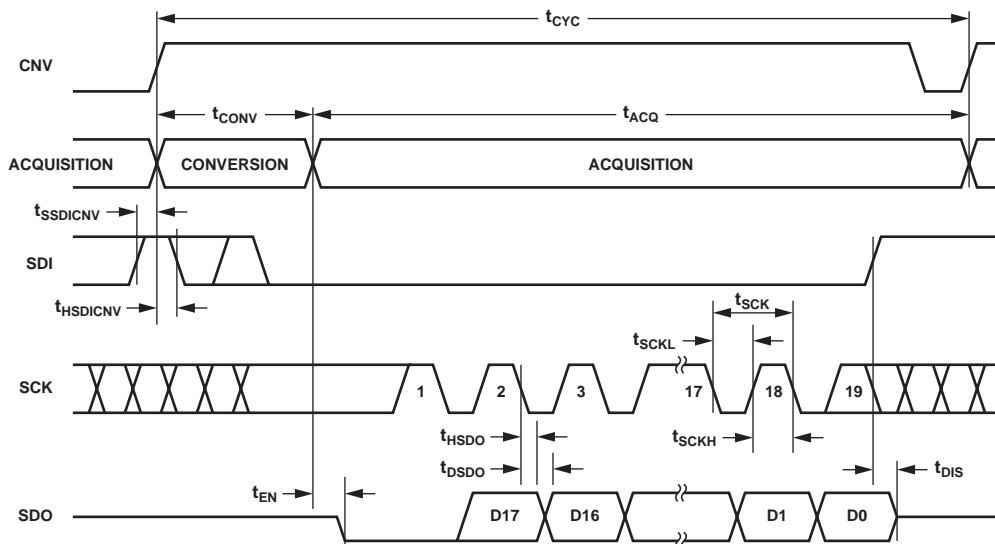 tCYC
CNV
tCONV
tACQ
ACQUISITION
CONVERSION
ACQUISITION
tSSDICNV
SDI
tHSDICNV
tSCK
tSCKL
SCK
1
2
3
17
18
19
tHSDO
tSCKH
tDSDO
tDIS
tEN
SDO
D17
D16
D1
D0